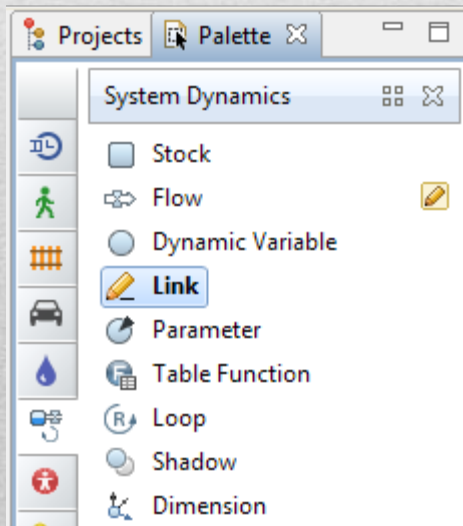 Projects Palette
System Dynamics
Stock
Flow
Dynamic Variable
Link
Parameter
Table Function
Loop
Shadow
Dimension